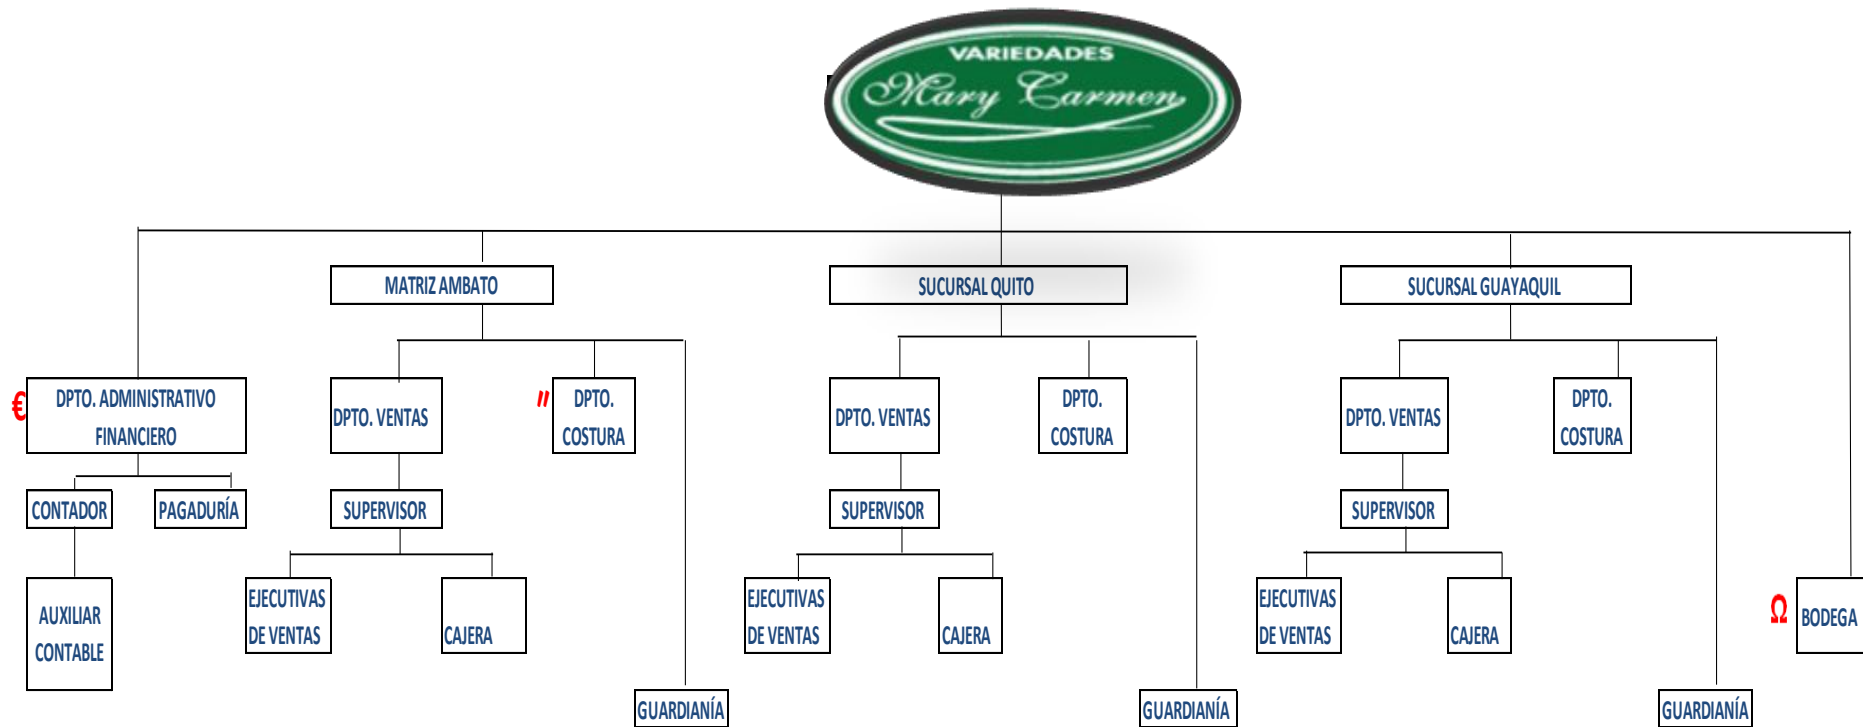 VARIEDADES
Mary Carmen
MATRIZ AMBATO
SUCURSAL QUITO
SUCURSAL GUAYAQUIL
€
DPTO. ADMINISTRATIVO
FINANCIERO
DPTO. VENTAS
"
DPTO.
COSTURA
DPTO. VENTAS
DPTO.
COSTURA
DPTO. VENTAS
DPTO.
COSTURA
CONTADOR
PAGADURÍA
SUPERVISOR
SUPERVISOR
SUPERVISOR
AUXILIAR
CONTABLE
EJECUTIVAS
DE VENTAS
CAJERA
EJECUTIVAS
DE VENTAS
CAJERA
EJECUTIVAS
DE VENTAS
CAJERA
Ω
BODEGA
GUARDIANÍA
GUARDIANÍA
GUARDIANÍA